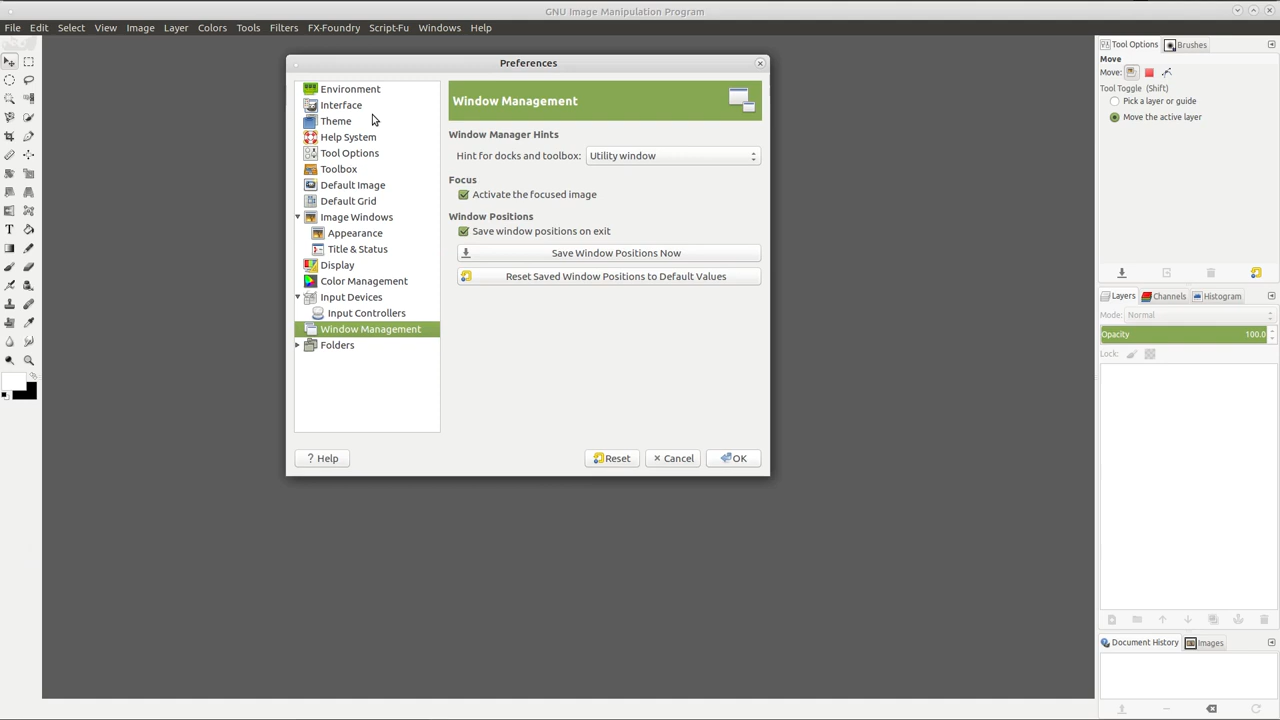 GNU Image Manipulation Program
File Edit Select View Image Layer Colors Tools Filters FX-Foundry Script-Fu Windows Help
Preferences
Environment
Interface
Theme
Help System
Tool Options
Toolbox
Default Image
Default Grid
Image Windows
Appearance
Title & Status
Display
Color Management
Input Devices
Input Controllers
Window Management
Folders
Window Management
Window Manager Hints
Hint for docks and toolbox: Utility window
Focus
Activate the focused image
Window Positions
Save window positions on exit
Save Window Positions Now
Reset Saved Window Positions to Default Values
? Help Reset Cancel OK
Tool Options Brushes
Move
Move:
Tool Toggle (Shift)
Pick a layer or guide
Move the active layer
Layers Channels Histogram
Mode: Normal
Opacity 100.0
Lock:
Document History Images